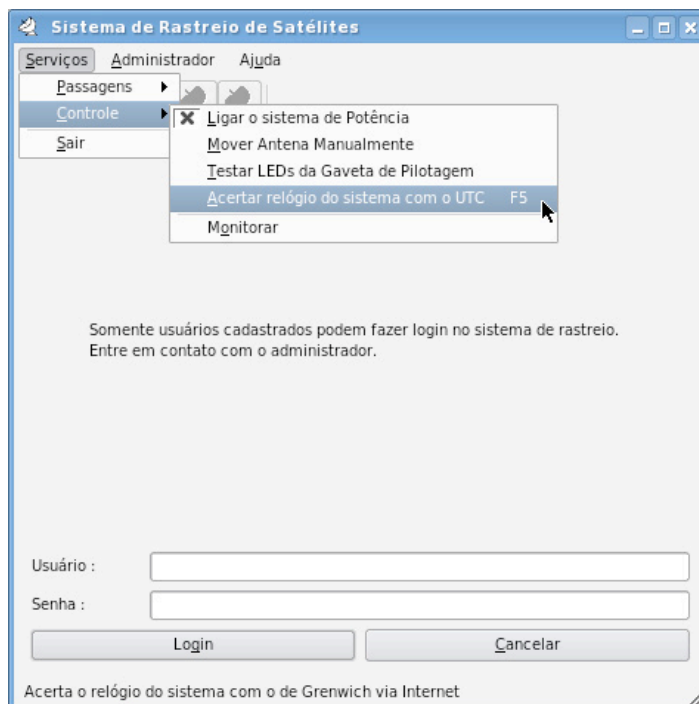 Sistema de Rastreio de Satélites
Serviços Administrador Ajuda
Passagens
Controle
Sair
Ligar o sistema de Potência
Mover Antena Manualmente
Testar LEDs da Gaveta de Pilotagem
Acertar relógio do sistema com o UTC F5
Monitorar
Somente usuários cadastrados podem fazer login no sistema de rastreio.
Entre em contato com o administrador.
Usuário :
Senha :
Login Cancelar
Acerta o relógio do sistema com o de Grenwich via Internet